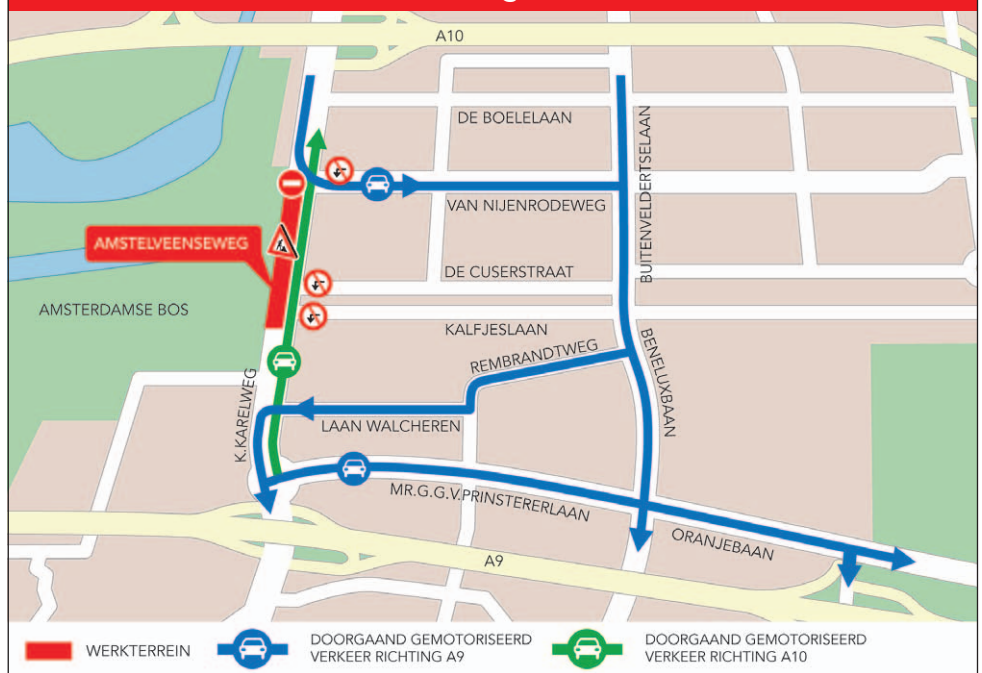 A10
DE BOELELAAN
BUITENVELDERTSELAAN
VAN NIJENRODEWEG
AMSTELVEENSEWEG
DE CUSERSTRAAT
AMSTERDAMSE BOS
KALFJESLAAN
REMBRANDTWEG
BENELUXBAAN
K.KARELWEG
LAAN WALCHEREN
MR.G.G.V.PRINSTERERLAAN
ORANJEBAAN
A9
WERKTERREIN
DOORGAAND GEMOTORISEERD
VERKEER RICHTING A9
DOORGAAND GEMOTORISEERD
VERKEER RICHTING A10